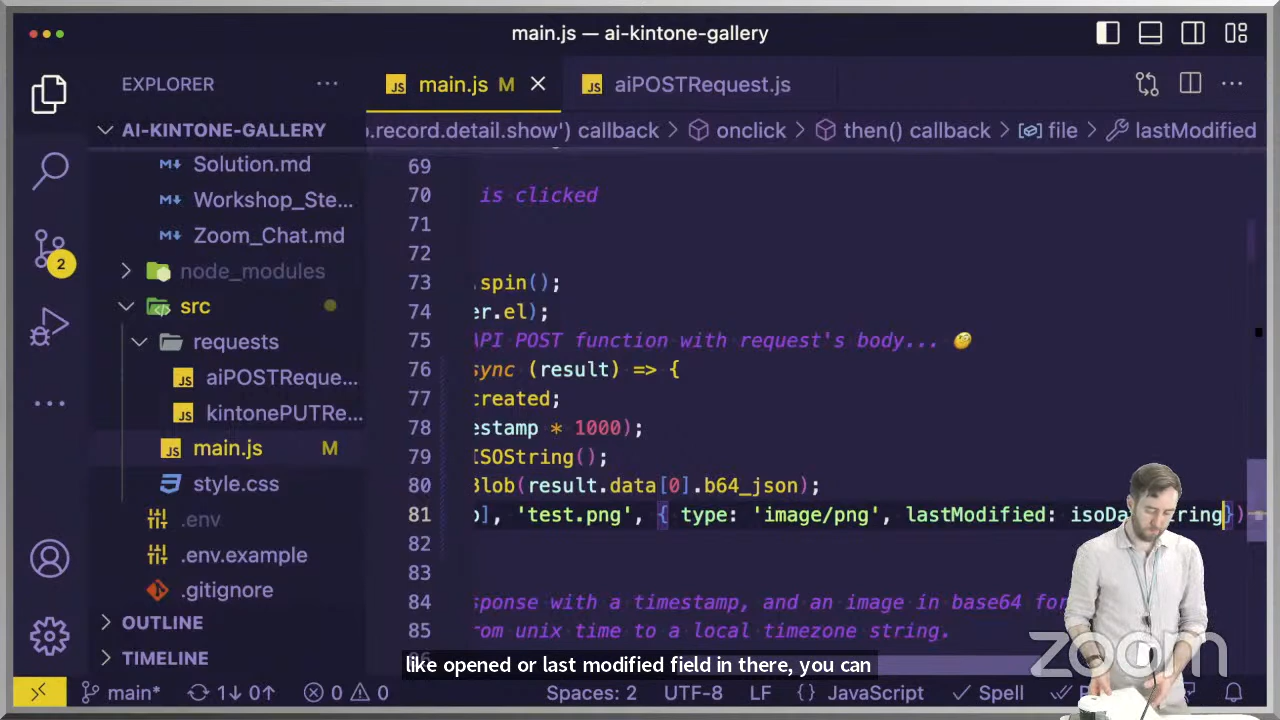 main.js — ai-kintone-gallery
EXPLORER
main.js M
aiPOSTRequest.js
AI-KINTONE-GALLERY
o.record.detail.show') callback > onclick > then() callback > file > lastModified
Solution.md
Workshop_Ste...
Zoom_Chat.md
node_modules
src
requests
aiPOSTReque...
kintonePUTRe...
main.js M
style.css
.env
.env.example
.gitignore
OUTLINE
TIMELINE
2
69
70 is clicked
71
72
73 .spin();
74 er.el);
75 API POST function with request's body... 🤔
76 sync (result) => {
77 created;
78 estamp * 1000);
79 ISOString();
80 Blob(result.data[0].b64_json);
81 ], 'test.png', { type: 'image/png', lastModified:
82
83
84 sponse with a timestamp, and an image in base64
85 rom unix time to a local timezone string.
like opened or last modified field in there, you can
zoom
main* 1↓ 0↑ 0 0 Spaces: 2 UTF-8 LF {} JavaScript Spell